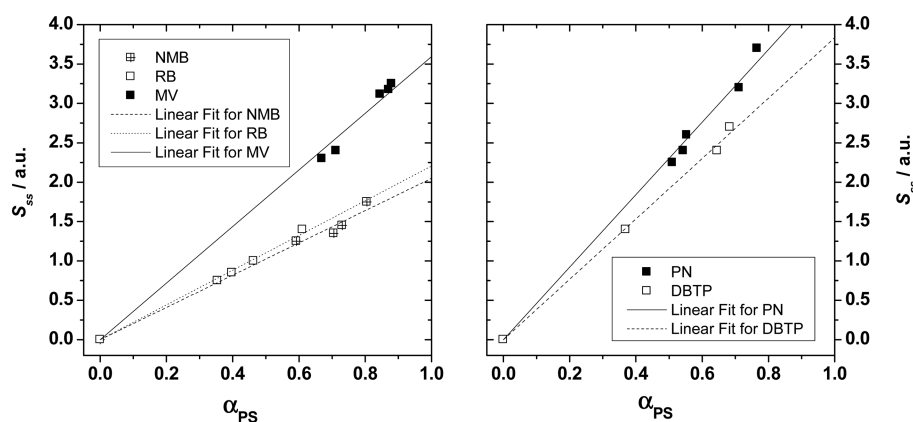 4.0
3.5
3.0
2.5
2.0
1.5
1.0
0.5
0.0
S_ss / a.u.
NMB
RB
MV
Linear Fit for NMB
Linear Fit for RB
Linear Fit for MV
0.0 0.2 0.4 0.6 0.8 1.0
α_PS
PN
DBTP
Linear Fit for PN
Linear Fit for DBTP
0.0 0.2 0.4 0.6 0.8 1.0
α_PS
4.0
3.5
3.0
2.5
2.0
1.5
1.0
0.5
0.0
S_ss / a.u.